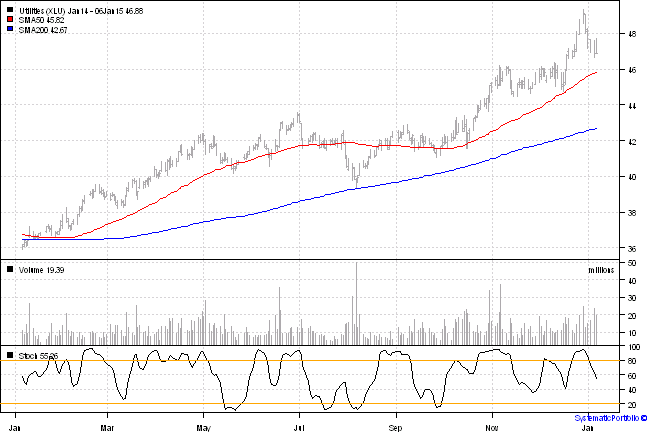 Utilities (XLU) Jan14 - 06Jan15 46.88
SMA50 45.82
SMA200 42.67
48
46
44
42
40
38
36
Volume 19.39
millions
50
40
30
20
10
Stoch 55.26
100
80
60
40
20
SystematicPortfolio ©
Jan
Mar
May
Jul
Sep
Nov
Jan